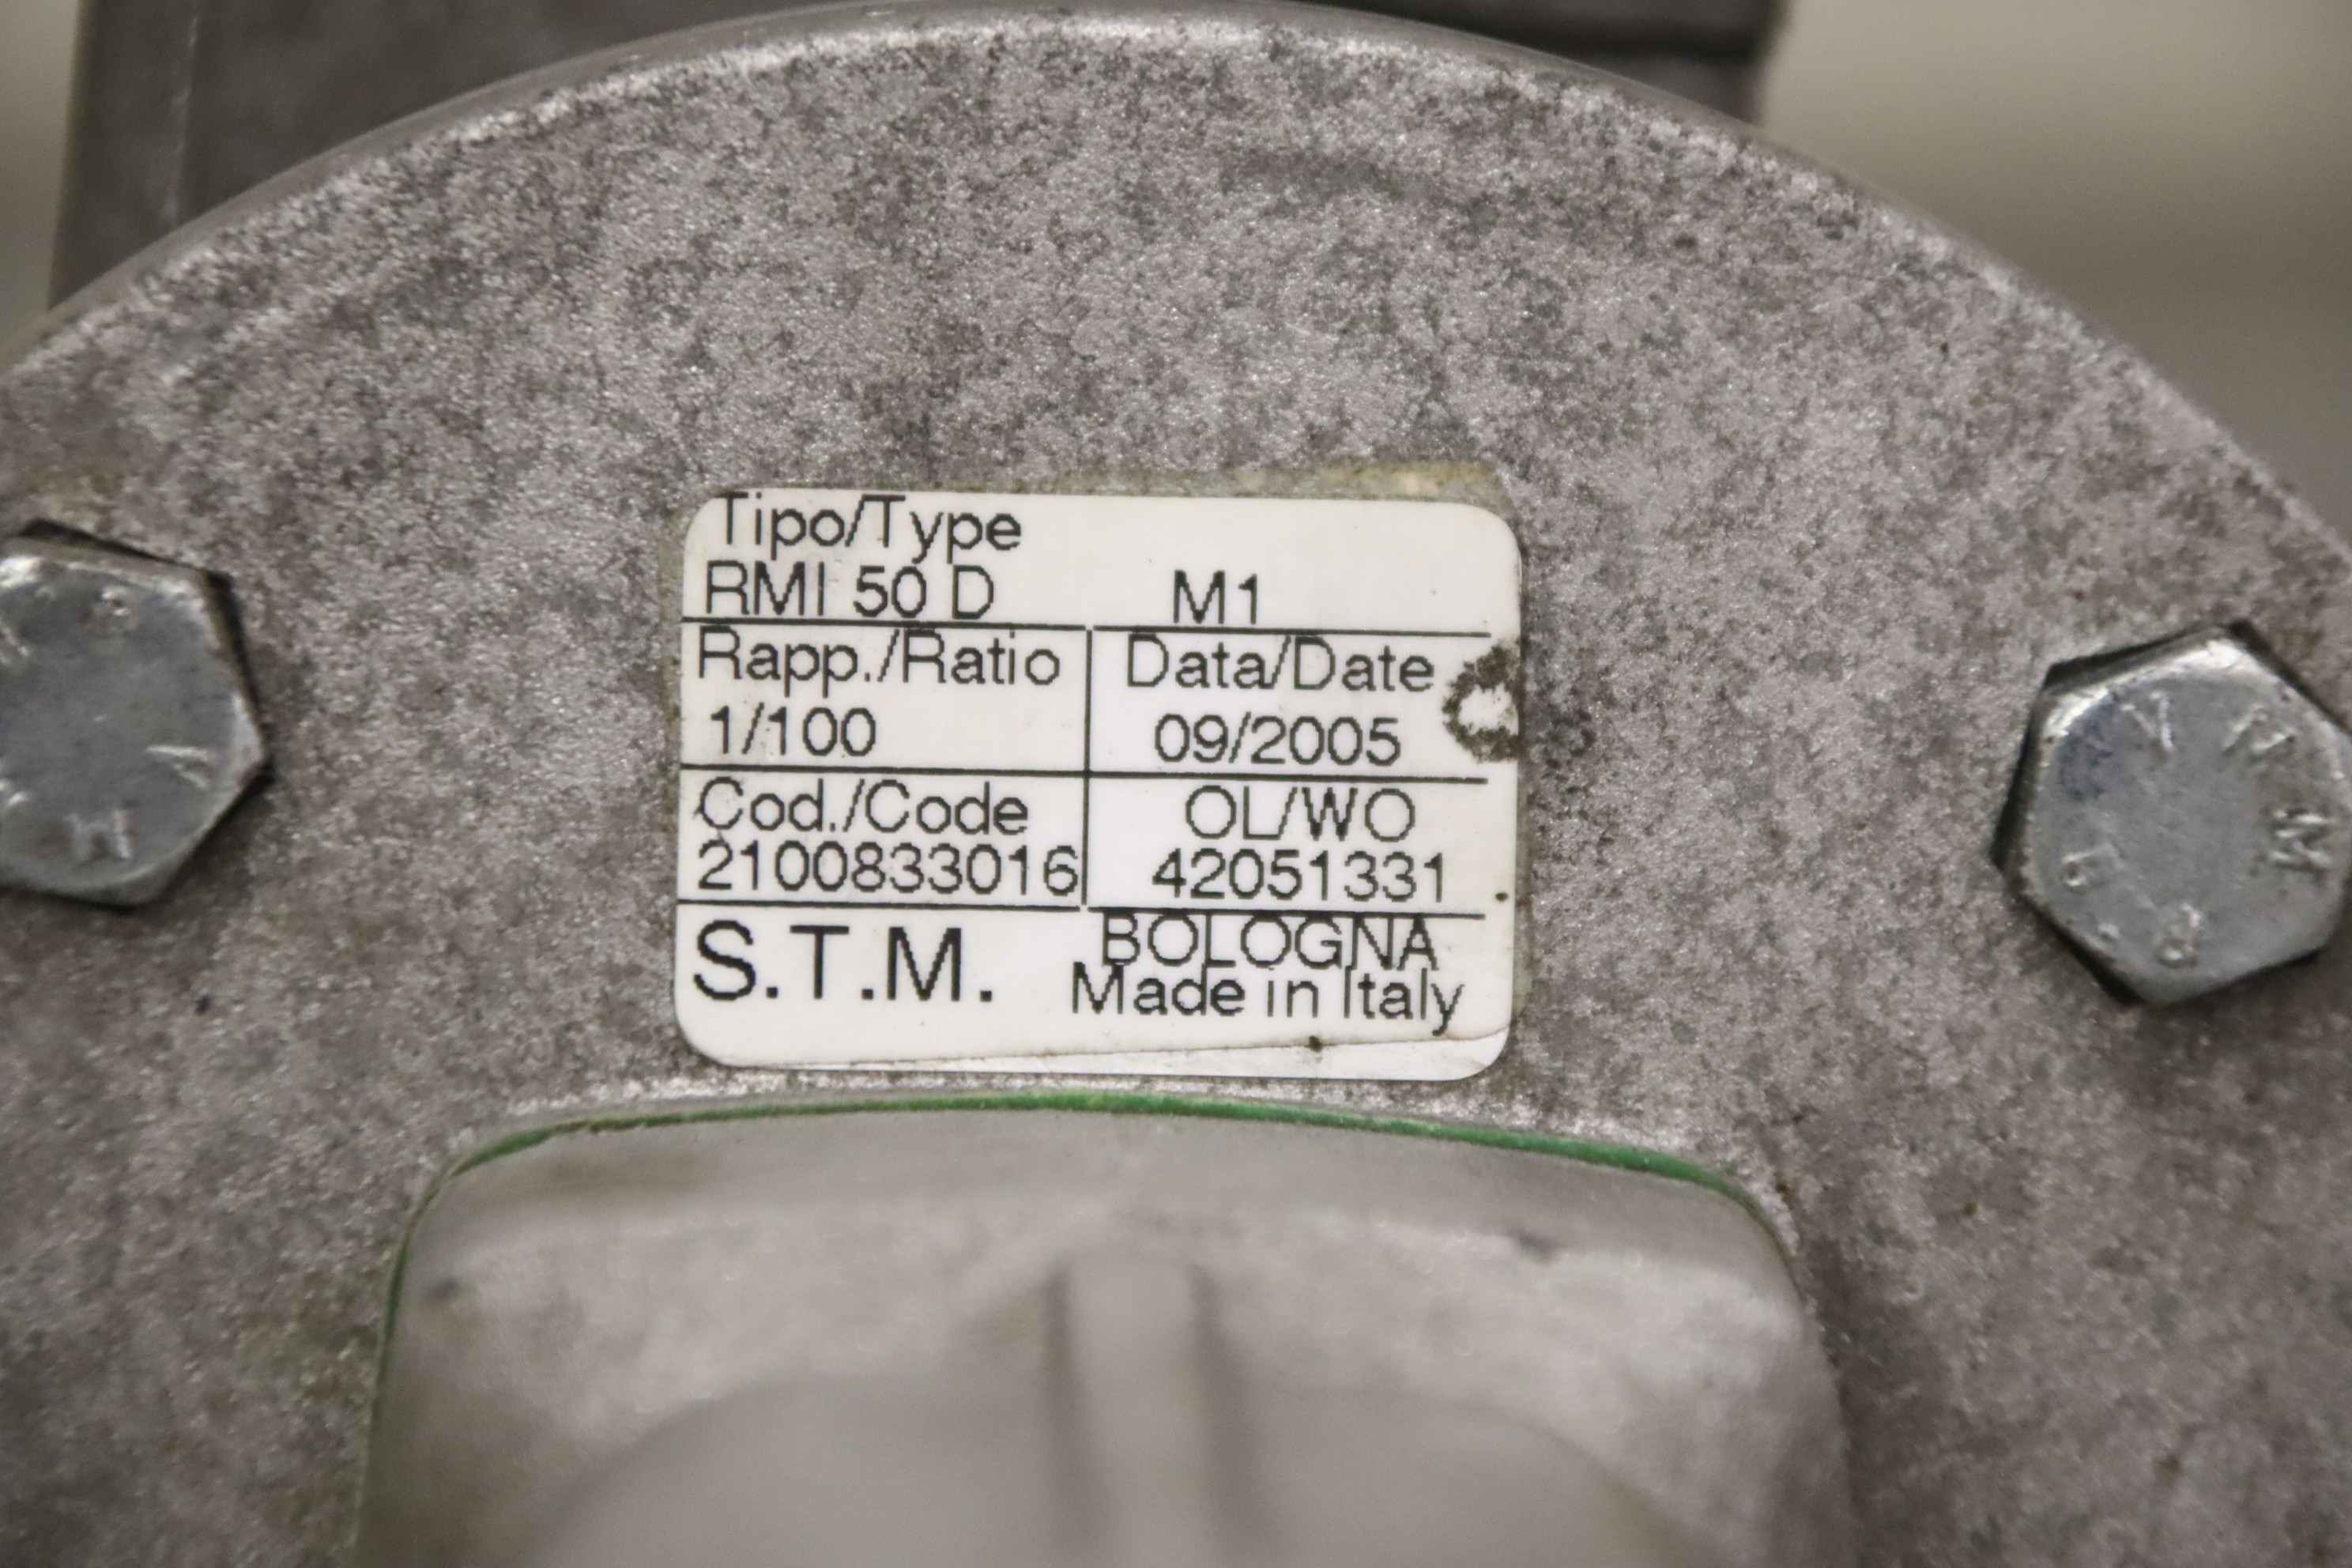 Tipo/Type
RMI 50 D M1
Rapp./Ratio Data/Date
1/100 09/2005
Cod./Code OL/WO
2100833016 42051331
S.T.M. BOLOGNA
Made in Italy